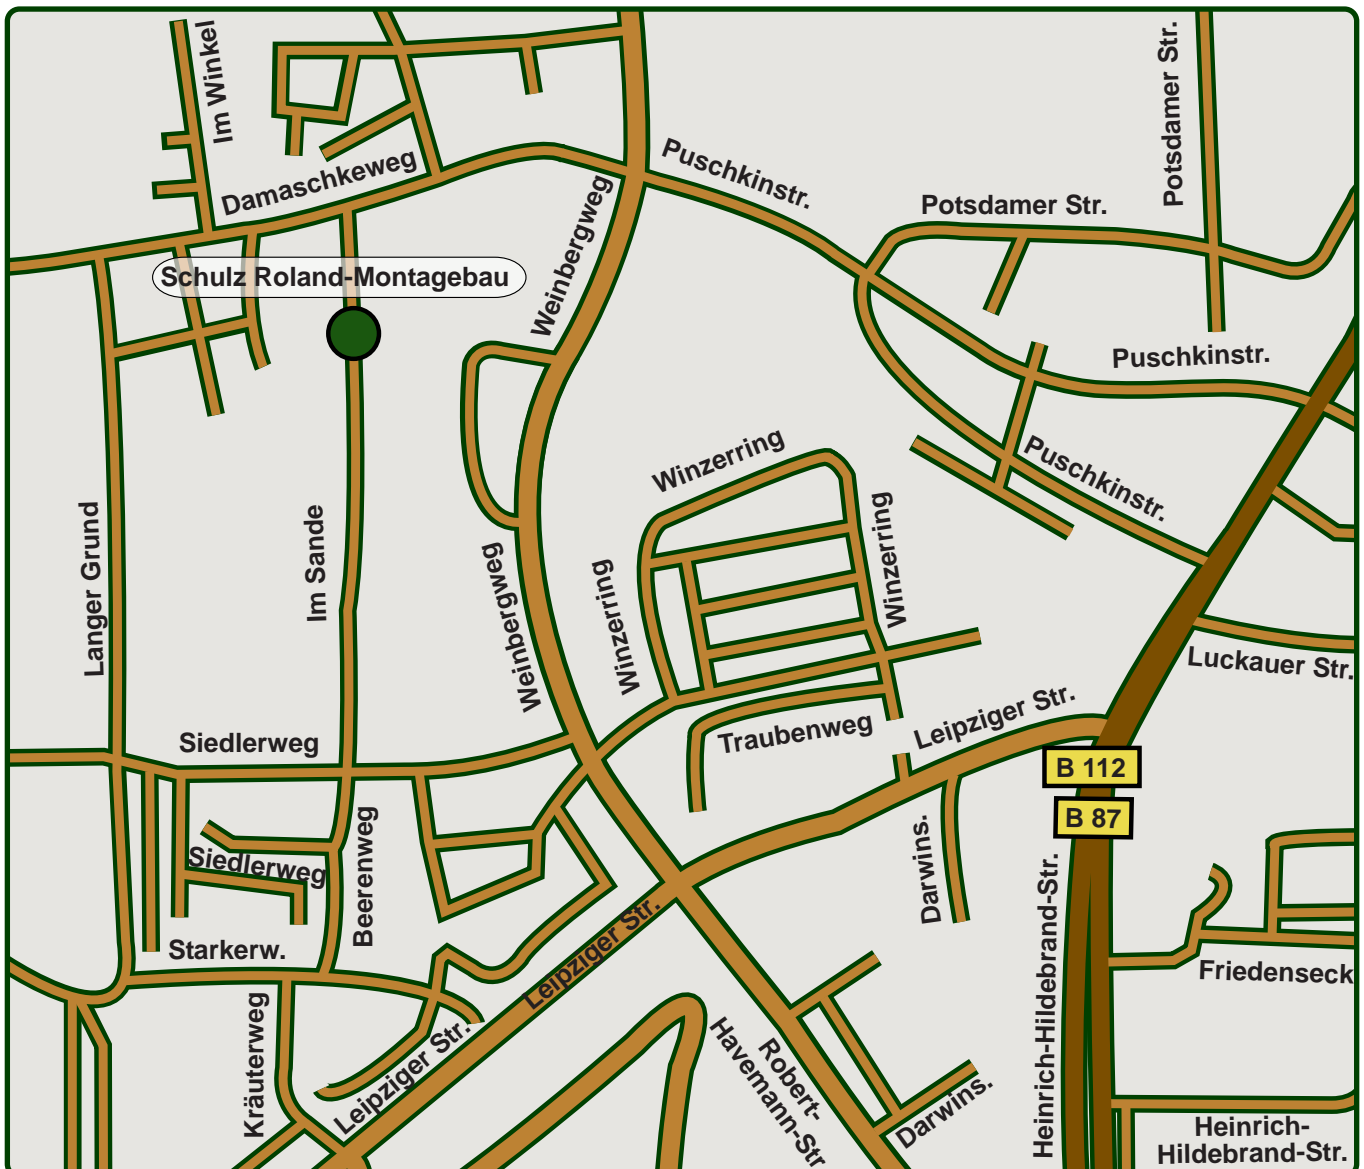 Im Winkel
Potsdamer Str.
Damaschkeweg
Puschkinstr.
Potsdamer Str.
Weinbergweg
Schulz Roland-Montagebau
Puschkinstr.
Winzerring
Puschkinstr.
Langer Grund
Im Sande
Winzerring
Weinbergweg
Winzerring
Luckauer Str.
Siedlerweg
Traubenweg
Leipziger Str.
B 112
B 87
Siedlerweg
Beerenweg
Darwins.
Heinrich-Hildebrand-Str.
Starkerw.
Leipziger Str.
Friedenseck
Kräuterweg
Leipziger Str.
Robert-
Havemann-Str
Darwins.
Heinrich-
Hildebrand-Str.